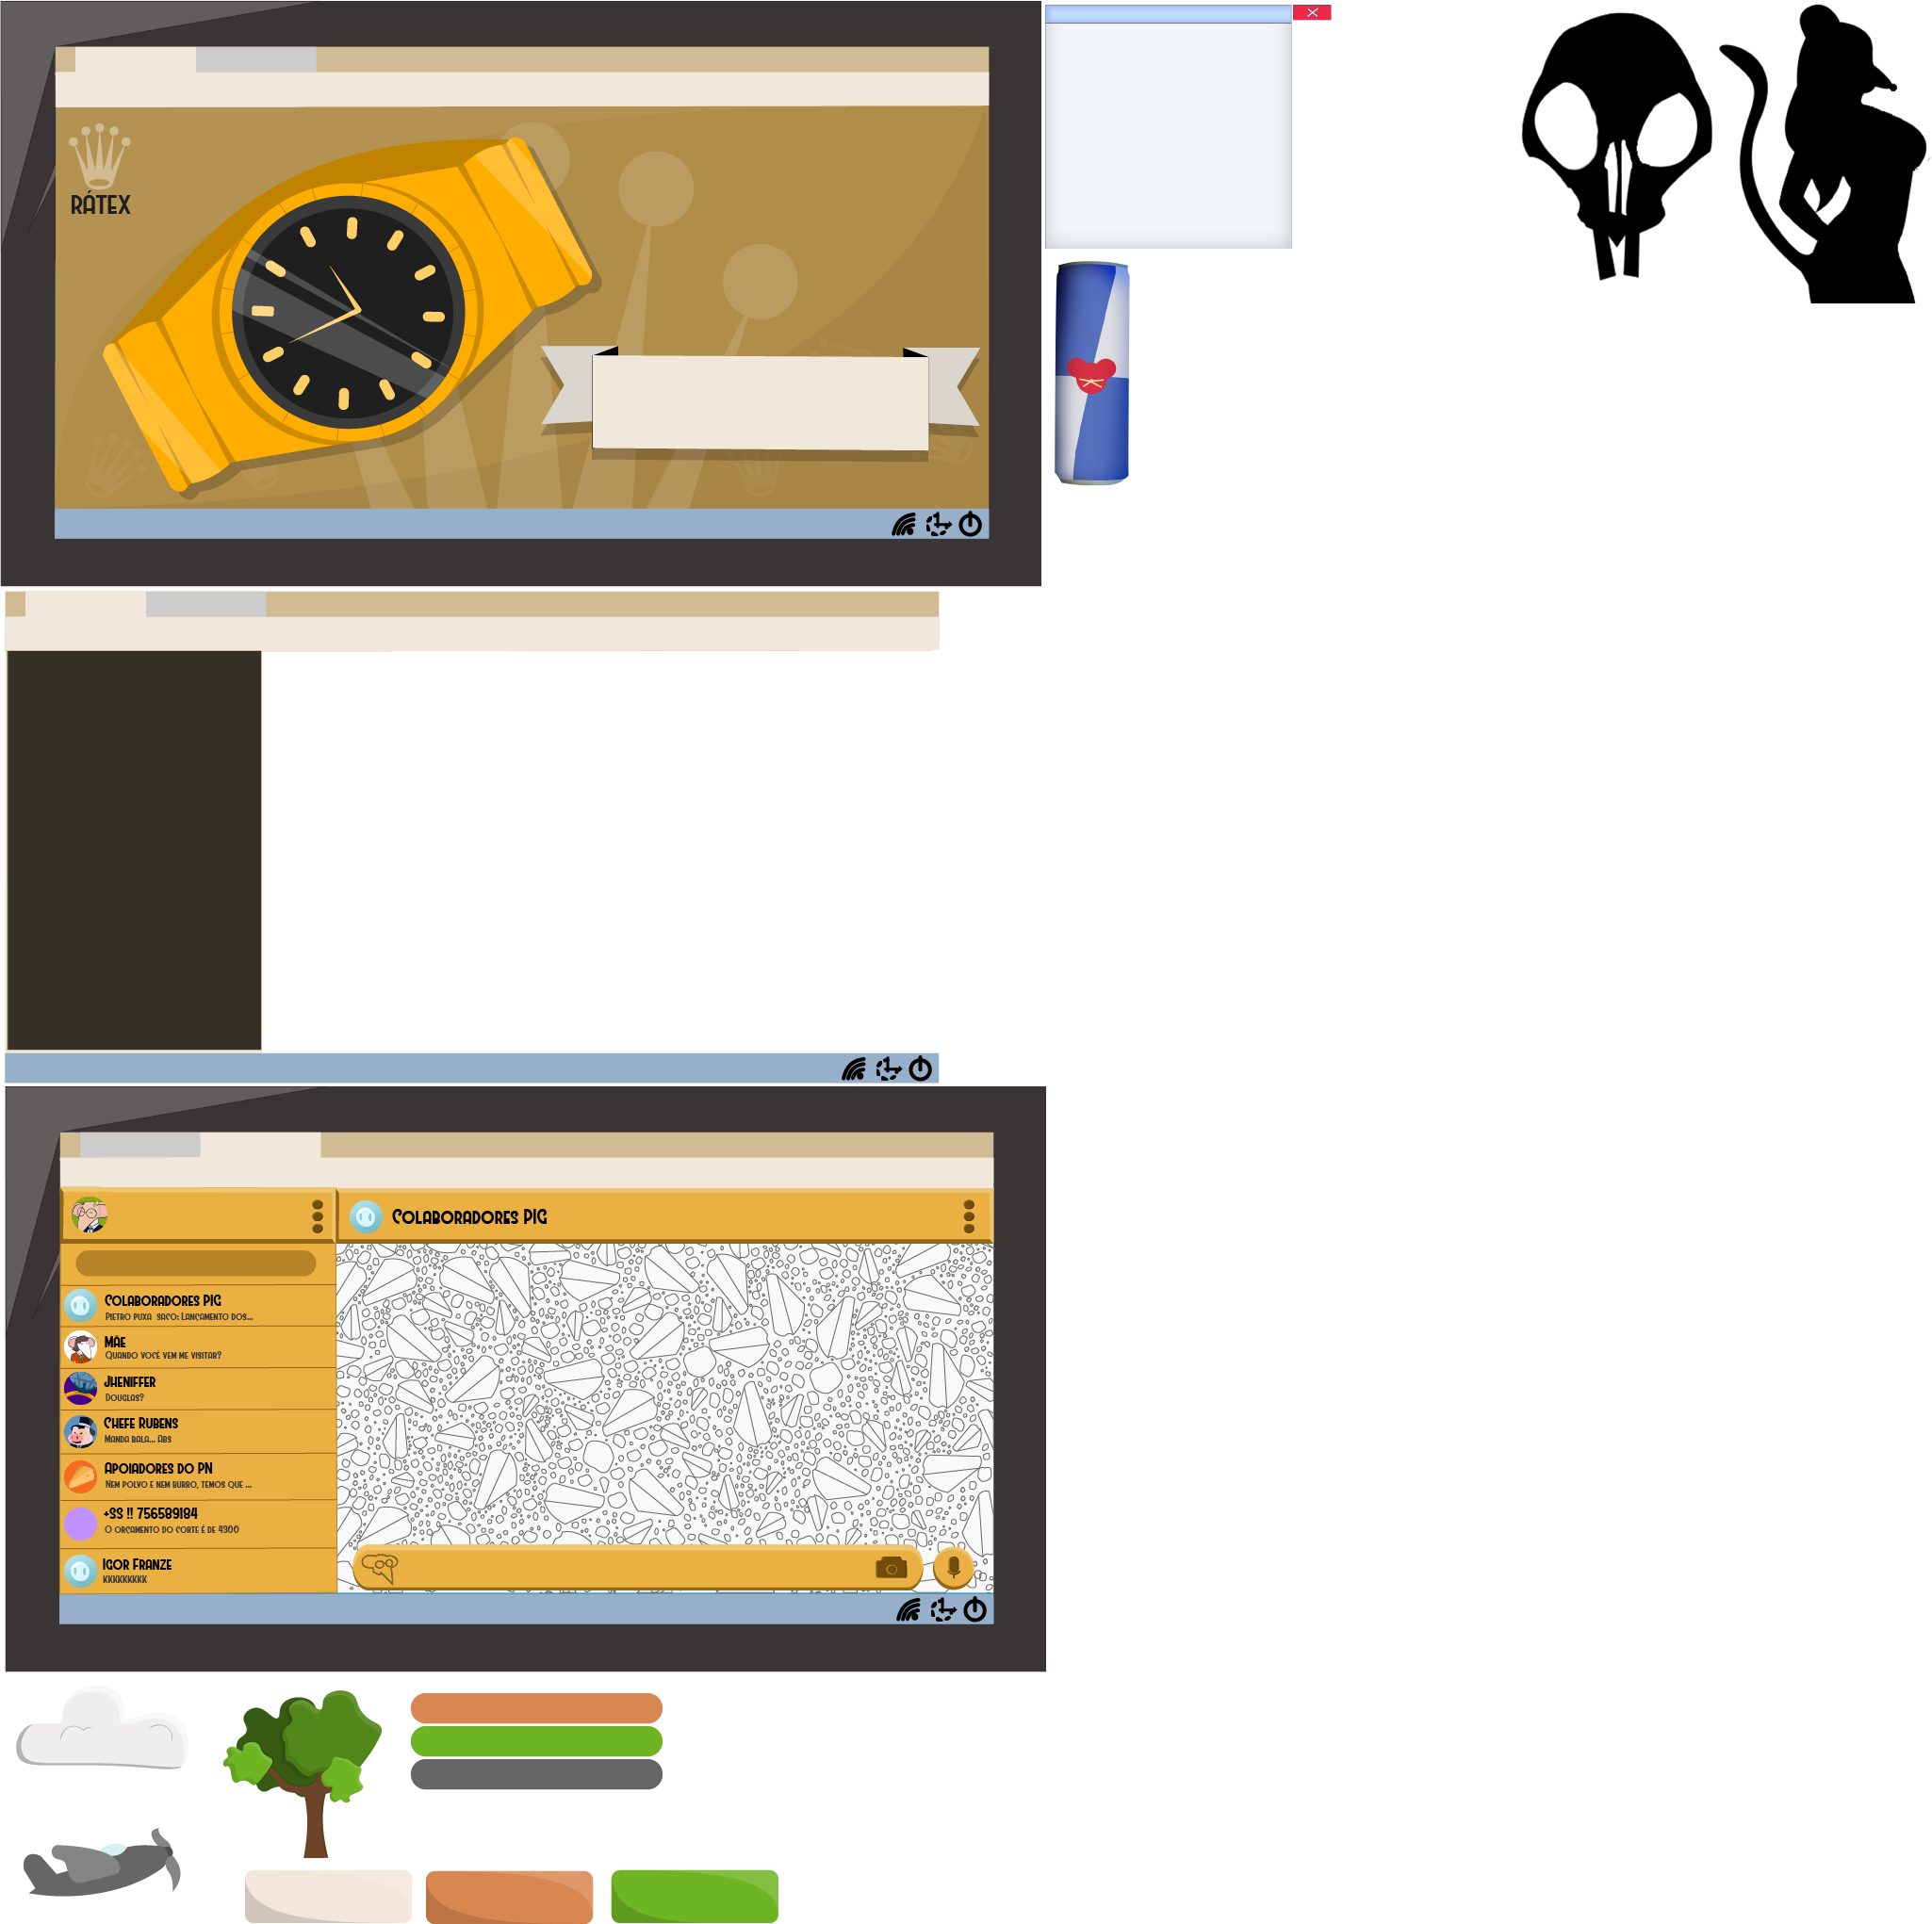 RÁTEX
Colaboradores PIG
Colaboradores PIG
Pietro puxa saco: Lançamento dos...
Mãe
Quando você vem me visitar?
Jheniffer
Douglas?
Chefe Rubens
Manda bala... Abs
Apoiadores do PN
Nem polvo e nem burro, temos que ...
+SS !! 756589184
O orçamento do corte é de 4300
Igor Franze
kkkkkkkkk